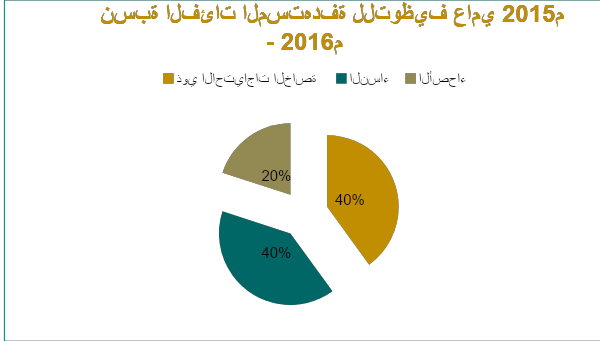 نسبة الفئات المستهدفة للتوظيف عامي 2015م
- 2016م
ذوي الاحتياجات الخاصة
النساء
الأصحاء
20%
40%
40%